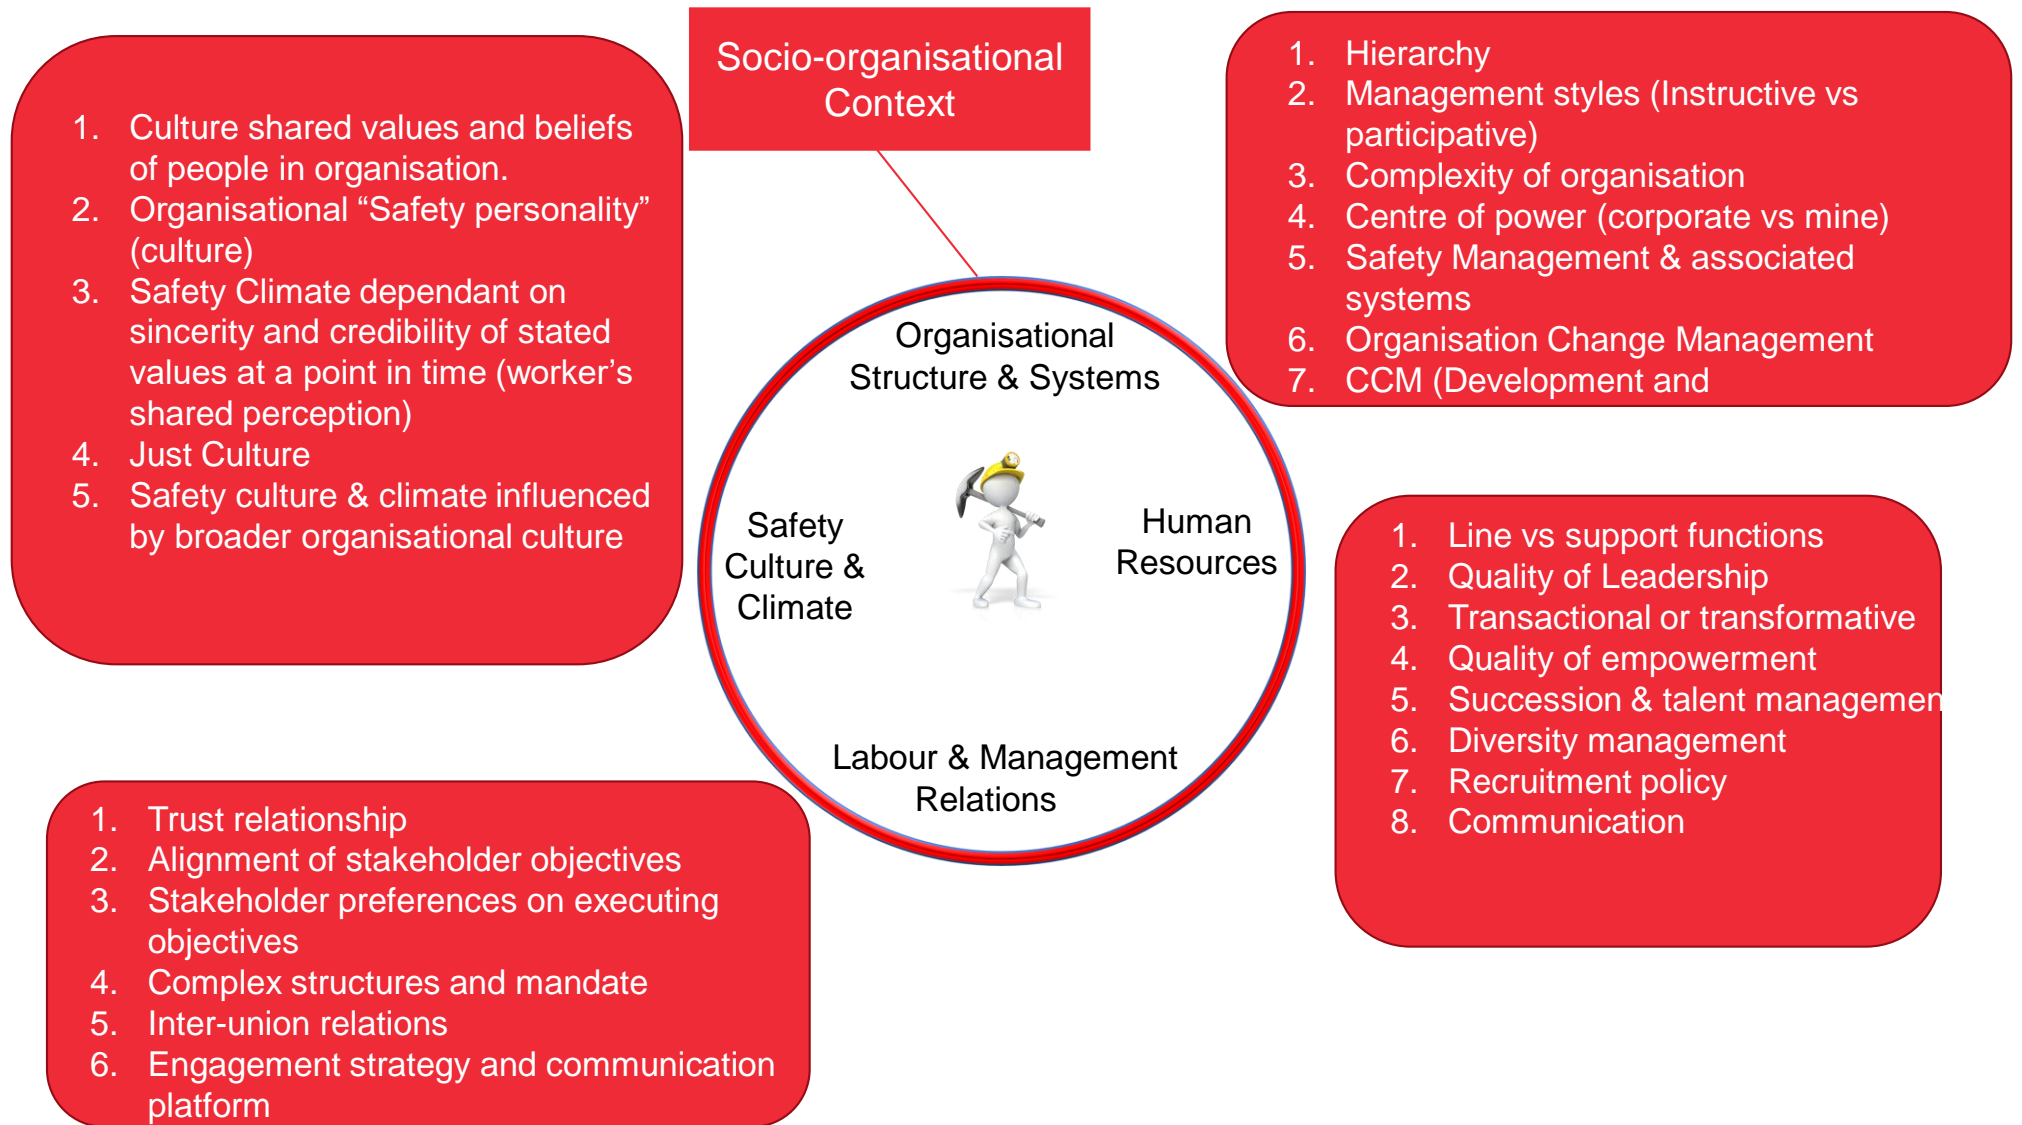 Socio-organisational
Context
1. Culture shared values and beliefs
of people in organisation.
2. Organisational “Safety personality”
(culture)
3. Safety Climate dependant on
sincerity and credibility of stated
values at a point in time (worker’s
shared perception)
4. Just Culture
5. Safety culture & climate influenced
by broader organisational culture
1. Hierarchy
2. Management styles (Instructive vs
participative)
3. Complexity of organisation
4. Centre of power (corporate vs mine)
5. Safety Management & associated
systems
6. Organisation Change Management
7. CCM (Development and
Organisational
Structure & Systems
Safety
Culture &
Climate
Human
Resources
Labour & Management
Relations
1. Line vs support functions
2. Quality of Leadership
3. Transactional or transformative
4. Quality of empowerment
5. Succession & talent managemen
6. Diversity management
7. Recruitment policy
8. Communication
1. Trust relationship
2. Alignment of stakeholder objectives
3. Stakeholder preferences on executing
objectives
4. Complex structures and mandate
5. Inter-union relations
6. Engagement strategy and communication
platform